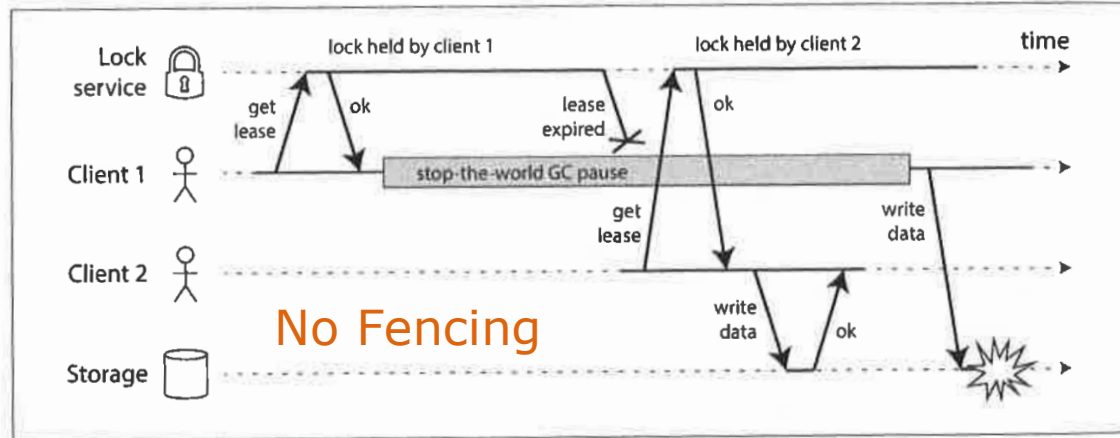 lock held by client 1
lock held by client 2
time
Lock
service
get
lease
ok
lease
expired
ok
Client 1
stop-the-world GC pause
get
lease
write
data
Client 2
No Fencing
write
data
ok
Storage